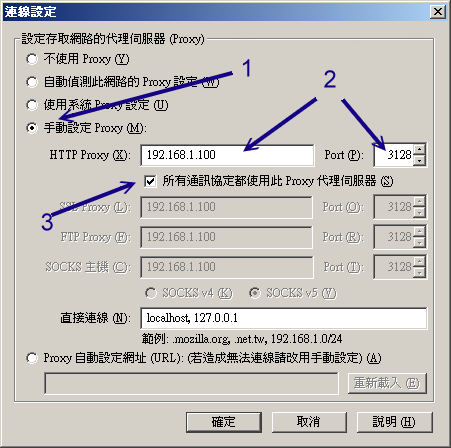 連線設定
設定存取網路的代理伺服器 (Proxy)
不使用 Proxy (Y)
自動偵測此網路的 Proxy 設定 (W)
使用系統 Proxy 設定 (U)
手動設定 Proxy (M):
1
2
HTTP Proxy (X): 192.168.1.100 Port (P): 3128
所有通訊協定都使用此 Proxy 代理伺服器 (S)
3
SSL Proxy (L): 192.168.1.100 Port (O): 3128
FTP Proxy (F): 192.168.1.100 Port (R): 3128
SOCKS 主機 (C): 192.168.1.100 Port (T): 3128
SOCKS v4 (K) SOCKS v5 (V)
直接連線 (N): localhost, 127.0.0.1
範例: .mozilla.org, .net.tw, 192.168.1.0/24
Proxy 自動設定網址 (URL): (若造成無法連線請改用手動設定) (A)
重新載入 (E)
確定 取消 說明 (H)